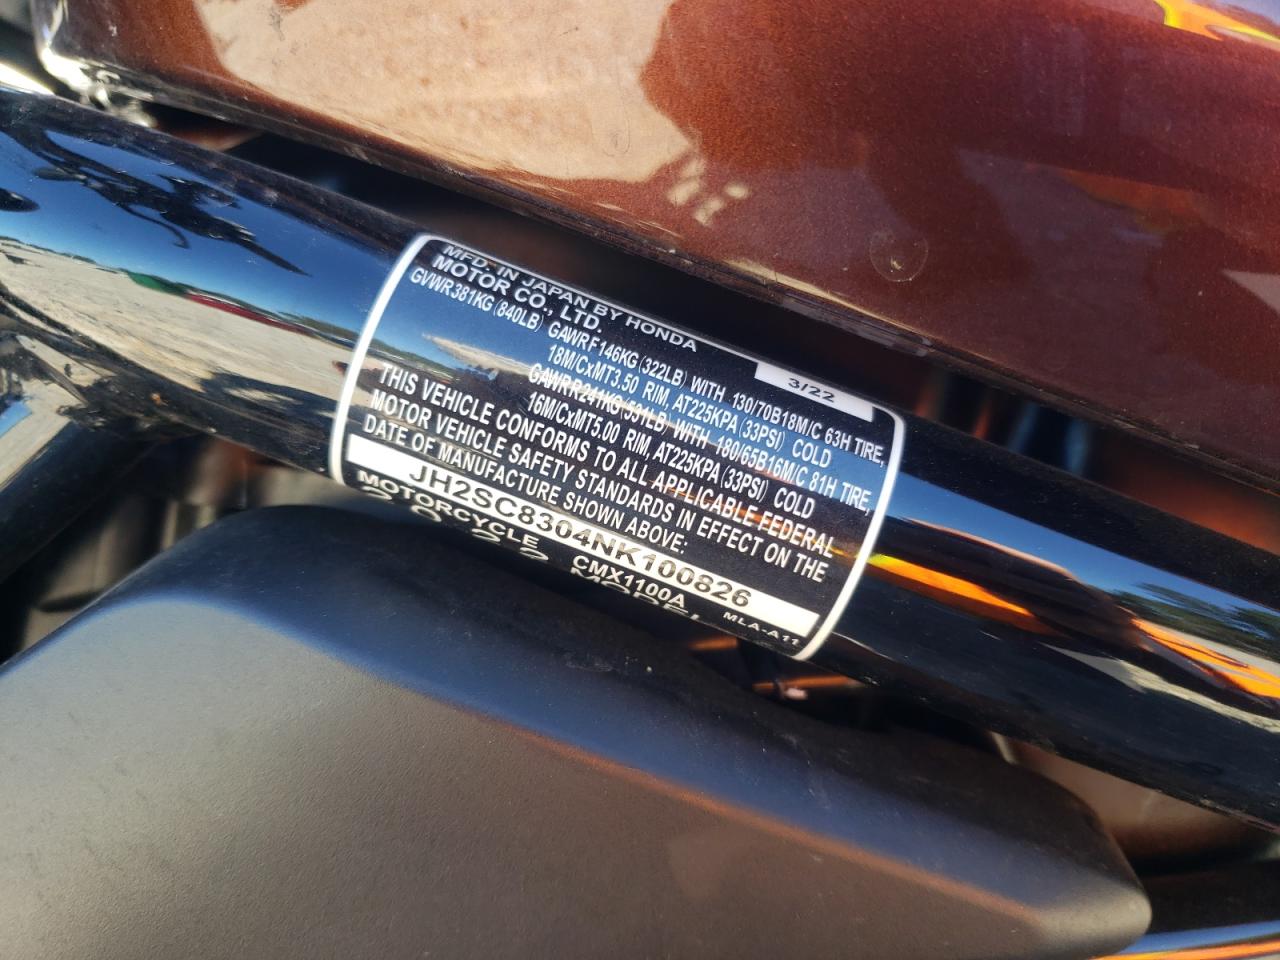 MFD. IN JAPAN BY HONDA
MOTOR CO., LTD.
3/22
GVWR381KG (840LB) GAWRF146KG (322LB) WITH 130/70B18M/C 63H TIRE,
18M/CxMT3.50 RIM, AT225KPA (33PSI) COLD
GAWRR241KG(531LB) WITH 180/65B16M/C 81H TIRE,
16M/CxMT5.00 RIM, AT225KPA (33PSI) COLD
THIS VEHICLE CONFORMS TO ALL APPLICABLE FEDERAL
MOTOR VEHICLE SAFETY STANDARDS IN EFFECT ON THE
DATE OF MANUFACTURE SHOWN ABOVE:
JH2SC8304NK100826
MOTORCYCLE CMX1100A MLA-A11
MODEL